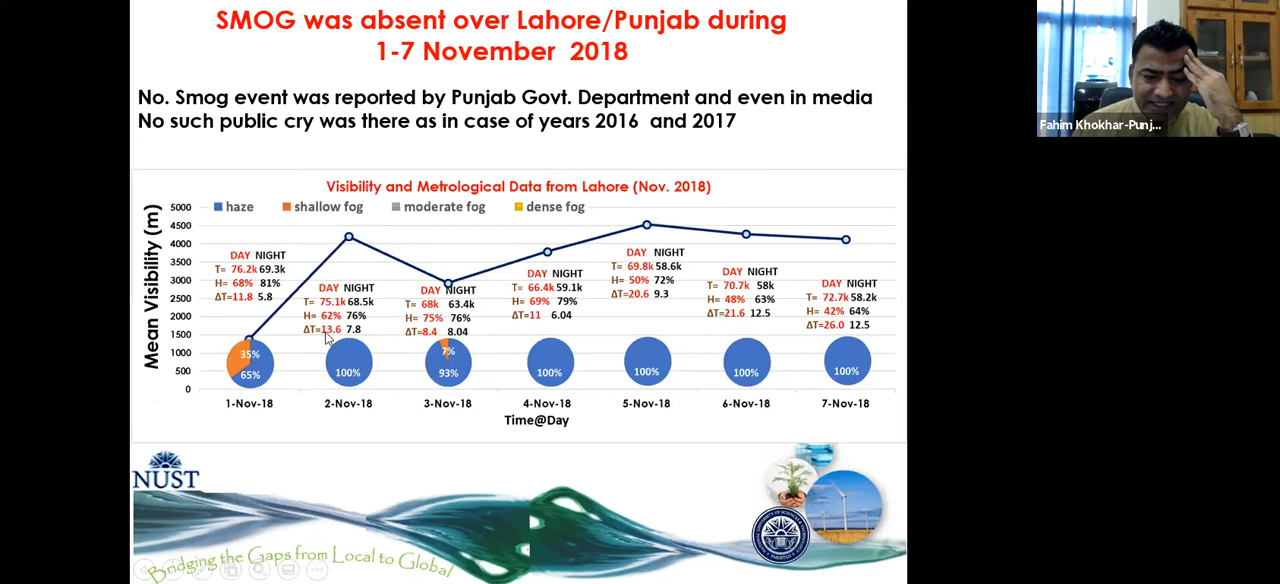 SMOG was absent over Lahore/Punjab during
1-7 November 2018
No. Smog event was reported by Punjab Govt. Department and even in media
No such public cry was there as in case of years 2016 and 2017
Fahim Khokhar-Punj...
Visibility and Metrological Data from Lahore (Nov. 2018)
haze shallow fog moderate fog dense fog
Mean Visibility (m)
5000
4500
4000
3500
3000
2500
2000
1500
1000
500
0
DAY NIGHT
T= 76.2k 69.3k
H= 68% 81%
ΔT=11.8 5.8
35%
65%
DAY NIGHT
T= 75.1k 68.5k
H= 62% 76%
ΔT=13.6 7.8
100%
DAY NIGHT
T= 68k 63.4k
H= 75% 76%
ΔT=8.4 8.04
7%
93%
DAY NIGHT
T= 66.4k 59.1k
H= 69% 79%
ΔT=11 6.04
100%
DAY NIGHT
T= 69.8k 58.6k
H= 50% 72%
ΔT=20.6 9.3
100%
DAY NIGHT
T= 70.7k 58k
H= 48% 63%
ΔT=21.6 12.5
100%
DAY NIGHT
T= 72.7k 58.2k
H= 42% 64%
ΔT=26.0 12.5
100%
1-Nov-18 2-Nov-18 3-Nov-18 4-Nov-18 5-Nov-18 6-Nov-18 7-Nov-18
Time@Day
NUST
Bridging the Gaps from Local to Global